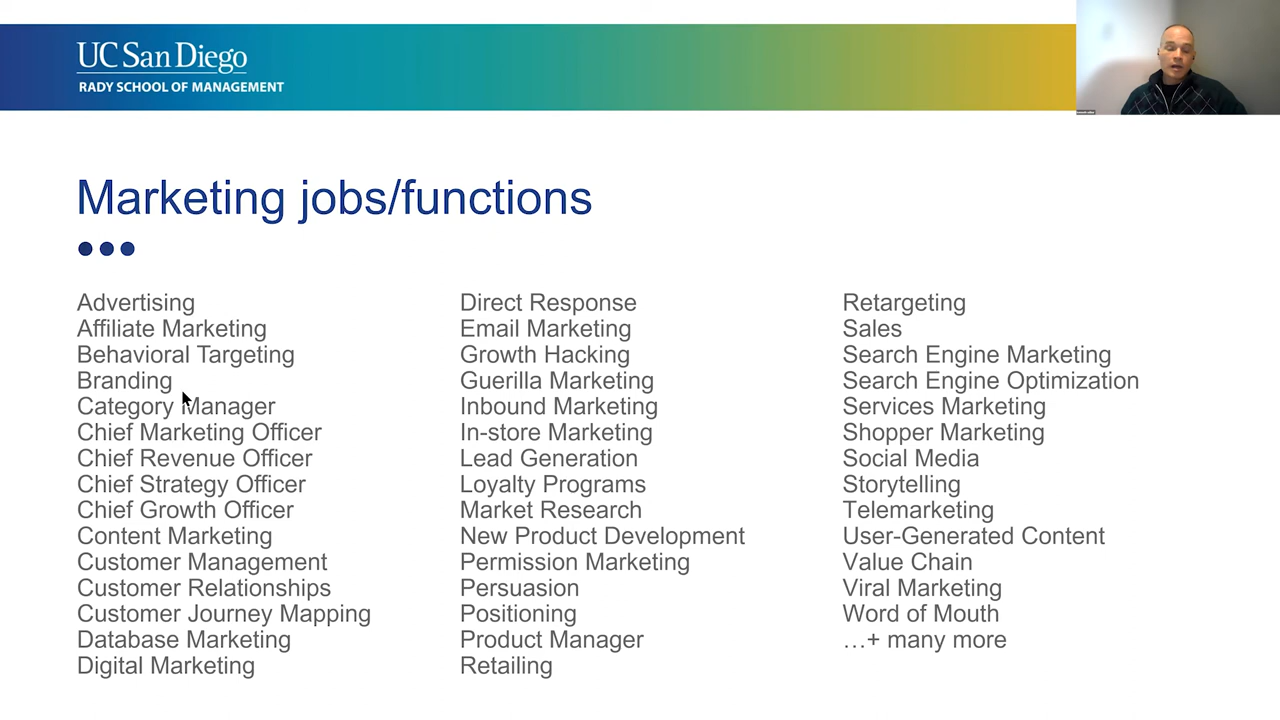 UC San Diego
RADY SCHOOL OF MANAGEMENT
Marketing jobs/functions
Advertising
Affiliate Marketing
Behavioral Targeting
Branding
Category Manager
Chief Marketing Officer
Chief Revenue Officer
Chief Strategy Officer
Chief Growth Officer
Content Marketing
Customer Management
Customer Relationships
Customer Journey Mapping
Database Marketing
Digital Marketing
Direct Response
Email Marketing
Growth Hacking
Guerilla Marketing
Inbound Marketing
In-store Marketing
Lead Generation
Loyalty Programs
Market Research
New Product Development
Permission Marketing
Persuasion
Positioning
Product Manager
Retailing
Retargeting
Sales
Search Engine Marketing
Search Engine Optimization
Services Marketing
Shopper Marketing
Social Media
Storytelling
Telemarketing
User-Generated Content
Value Chain
Viral Marketing
Word of Mouth
…+ many more